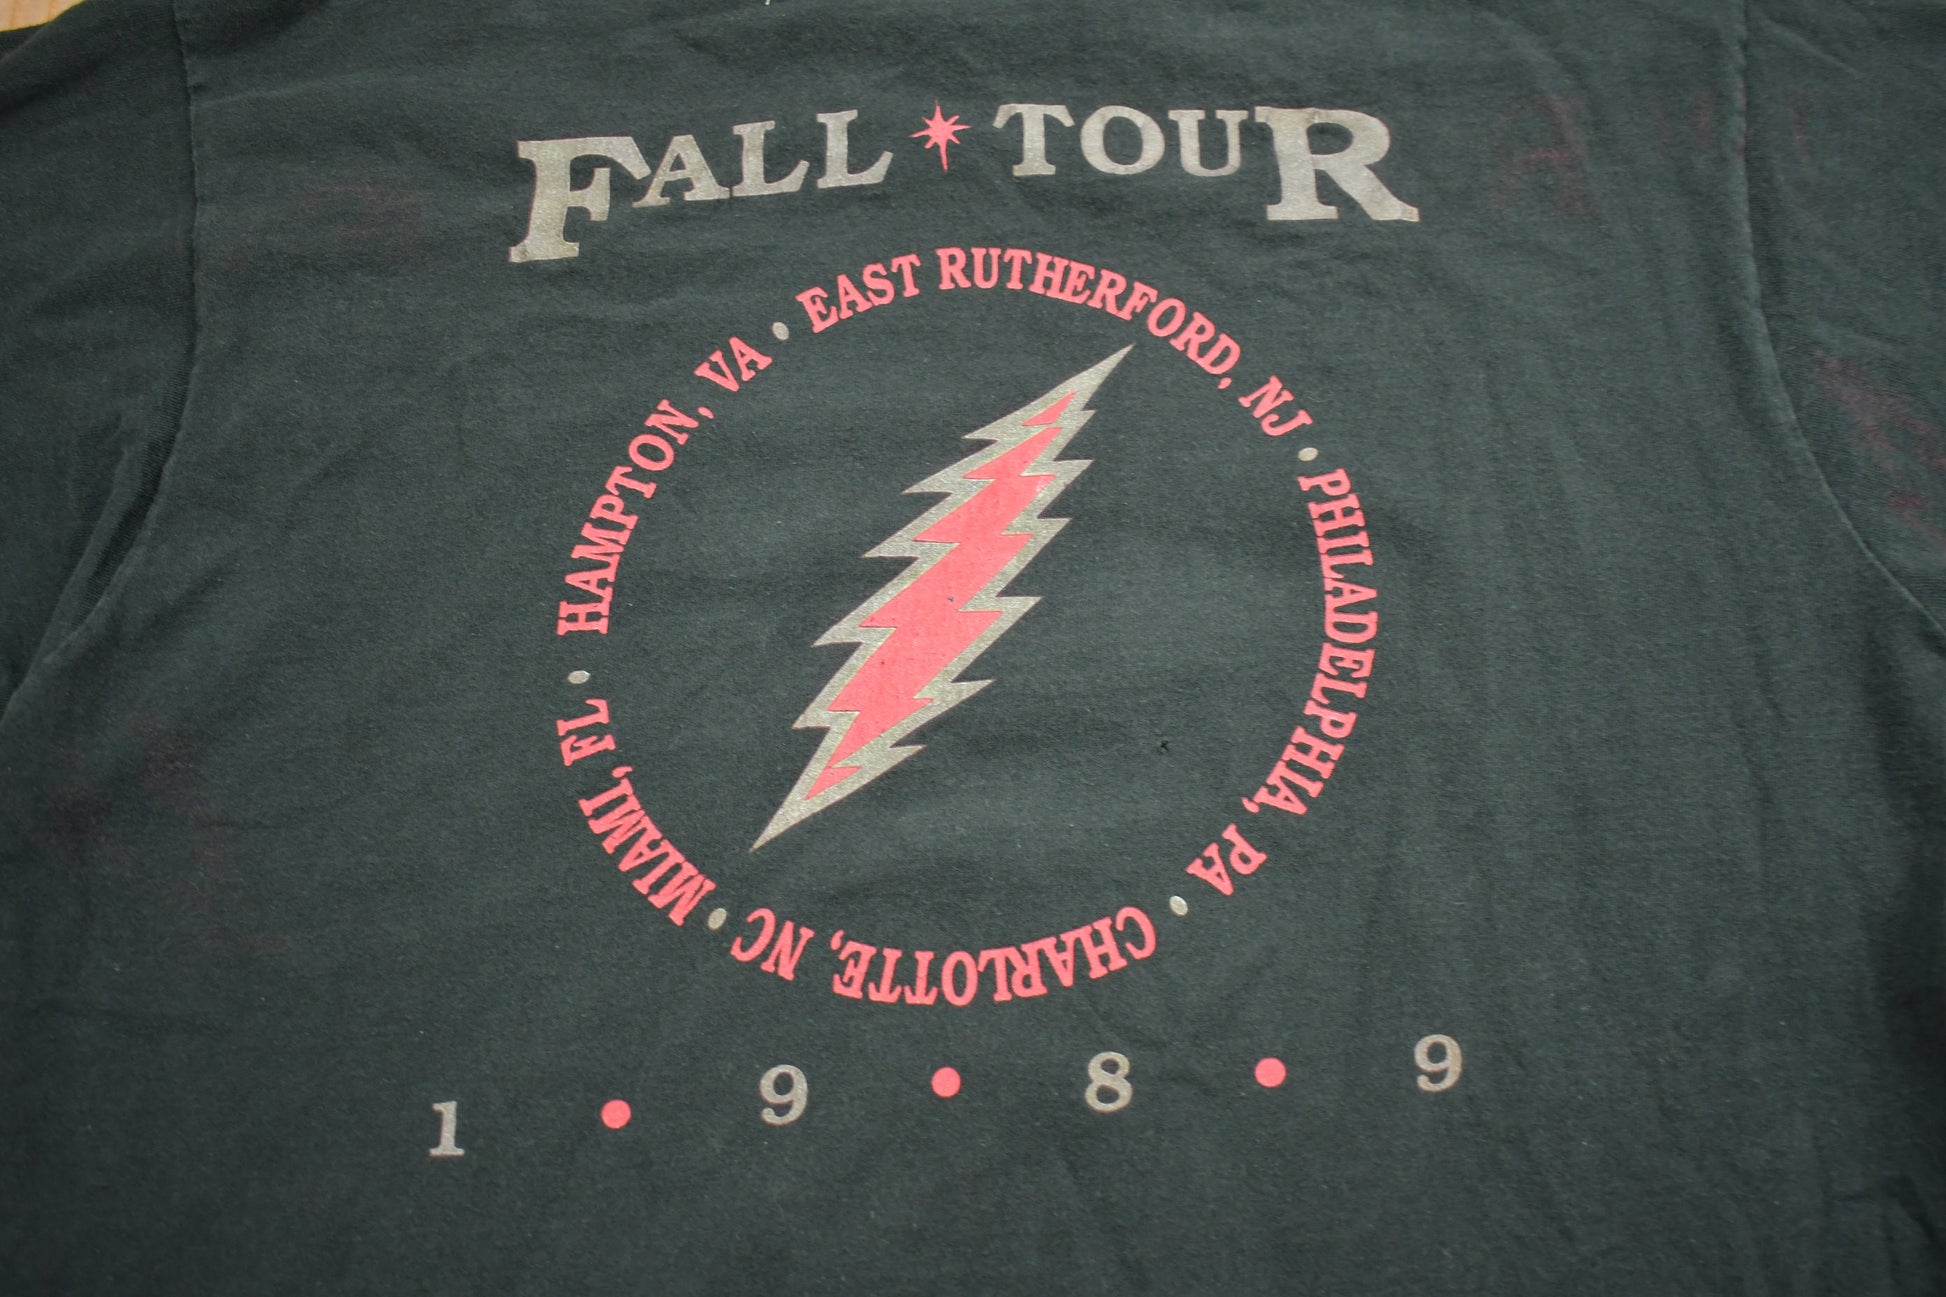 FALL TOUR
HAMPTON, VA • EAST RUTHERFORD, NJ • PHILADELPHIA, PA • CHARLOTTE, NC • MIAMI, FL •
1 • 9 • 8 • 9